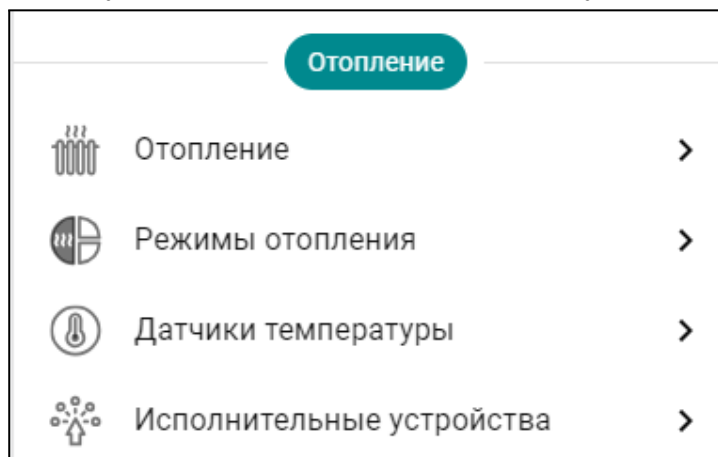 Отопление
Отопление
Режимы отопления
Датчики температуры
Исполнительные устройства